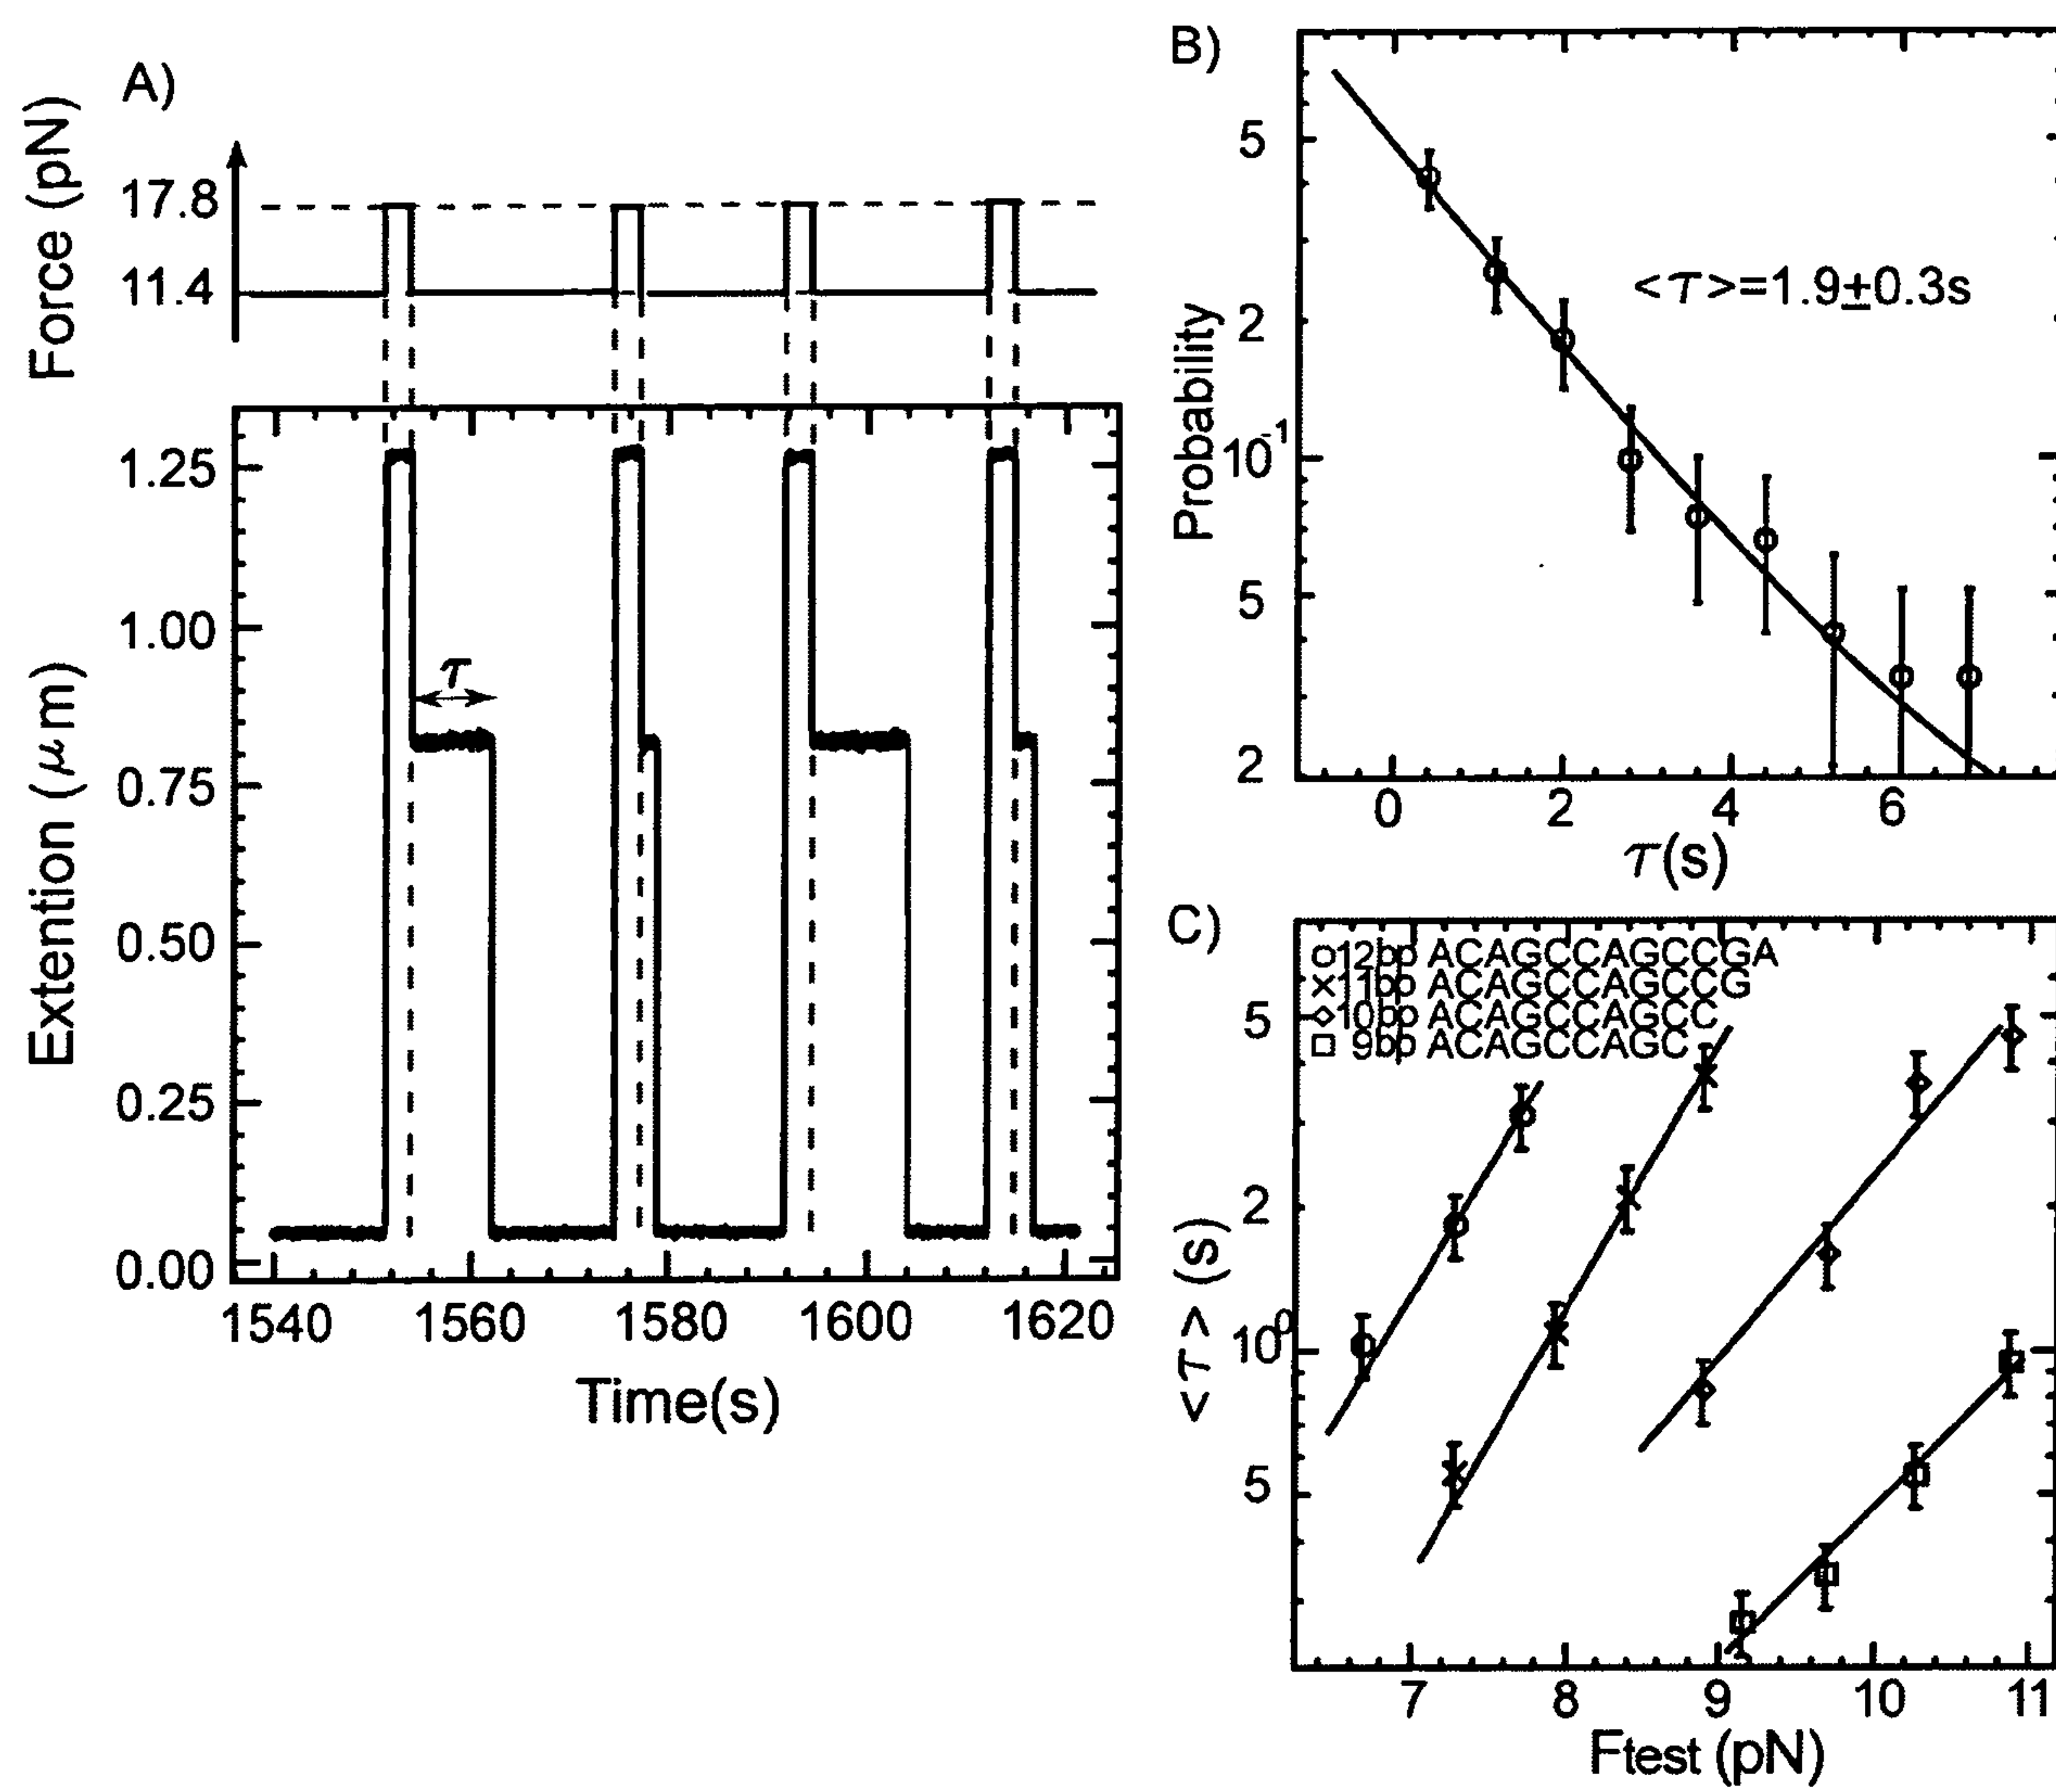 A)
Force (pN)
17.8
11.4
Extention (μm)
1.25
1.00
0.75
0.50
0.25
0.00
τ
1540 1560 1580 1600 1620
Time(s)
B)
Probability
5
2
10-1
5
2
<τ>=1.9±0.3s
0 2 4 6
τ(s)
C)
12bp ACAGCCAGCCGA
11bp ACAGCCAGCCG
10bp ACAGCCAGCC
9bp ACAGCCAGC
<τ> (s)
5
2
10^0
5
7 8 9 10 11
Ftest (pN)